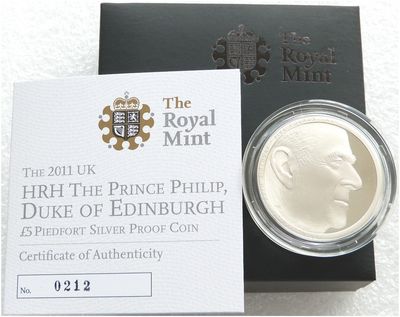 The
Royal
Mint
The
Royal
Mint
THE 2011 UK
HRH THE PRINCE PHILIP,
DUKE OF EDINBURGH
£5 PIEDFORT SILVER PROOF COIN
Certificate of Authenticity
No. 0212